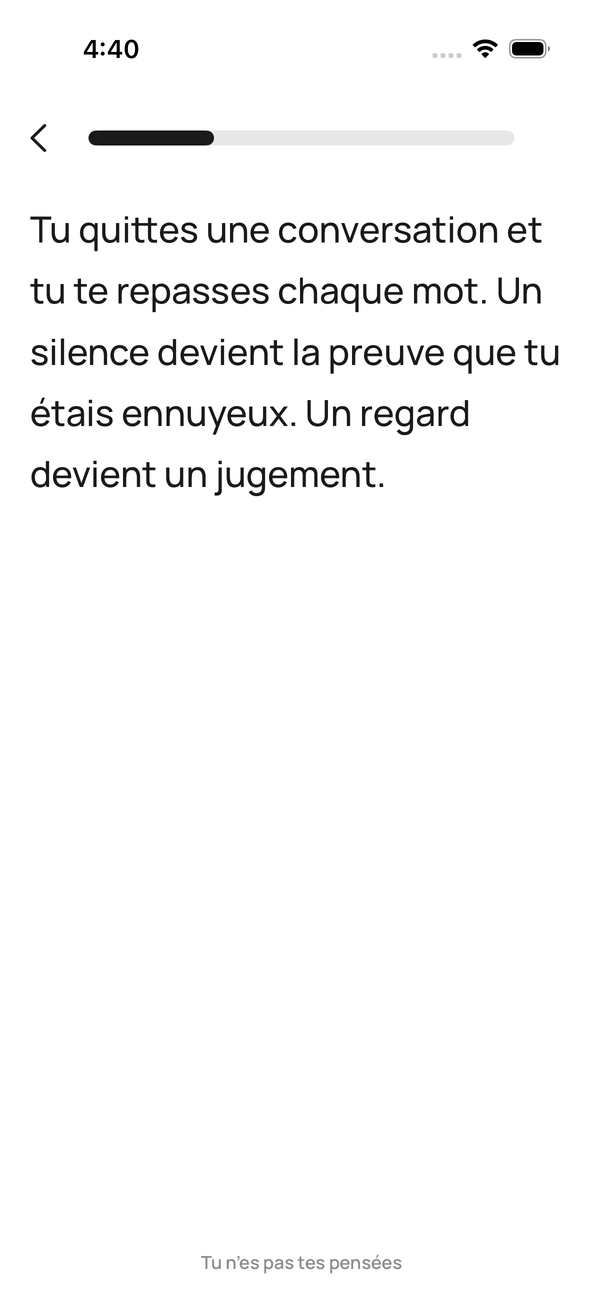 4:40
Tu quittes une conversation et
tu te repasses chaque mot. Un
silence devient la preuve que tu
étais ennuyeux. Un regard
devient un jugement.
Tu n'es pas tes pensées